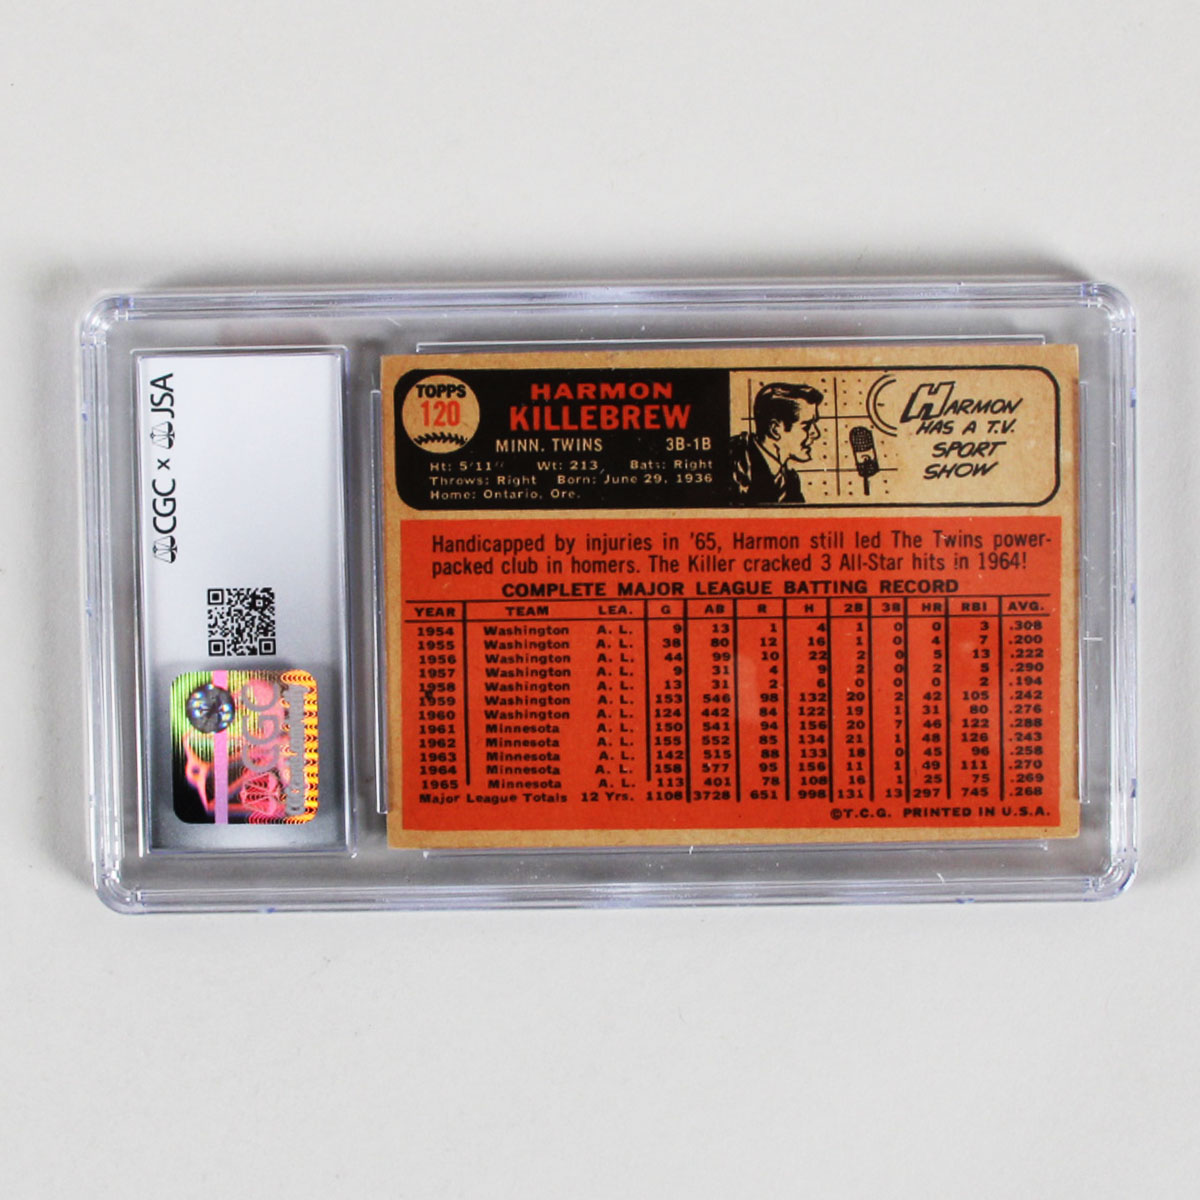 CGC x JSA
CGC
TOPPS
120
HARMON
KILLEBREW
MINN. TWINS 3B-1B
Ht: 5'11" Wt: 213 Bats: Right
Throws: Right Born: June 29, 1936
Home: Ontario, Ore.
HARMON
HAS A T.V.
SPORT
SHOW
Handicapped by injuries in '65, Harmon still led The Twins power-
packed club in homers. The Killer cracked 3 All-Star hits in 1964!
COMPLETE MAJOR LEAGUE BATTING RECORD
YEAR TEAM LEA. G AB R H 2B 3B HR RBI AVG.
1954 Washington A. L. 9 13 1 4 1 0 0 3 .308
1955 Washington A. L. 38 80 12 16 1 0 4 7 .200
1956 Washington A. L. 44 99 10 22 2 0 5 13 .222
1957 Washington A. L. 9 31 4 9 2 0 2 5 .290
1958 Washington A. L. 13 31 2 6 0 0 0 2 .194
1959 Washington A. L. 153 546 98 132 20 2 42 105 .242
1960 Washington A. L. 124 442 84 122 19 1 31 80 .276
1961 Minnesota A. L. 150 541 94 156 20 7 46 122 .288
1962 Minnesota A. L. 155 552 85 134 21 1 48 126 .243
1963 Minnesota A. L. 142 515 88 133 18 0 45 96 .258
1964 Minnesota A. L. 158 577 95 156 11 1 49 111 .270
1965 Minnesota A. L. 113 401 78 108 16 1 25 75 .269
Major League Totals 12 Yrs. 1108 3728 651 998 131 13 297 745 .268
©T.C.G. PRINTED IN U.S.A.